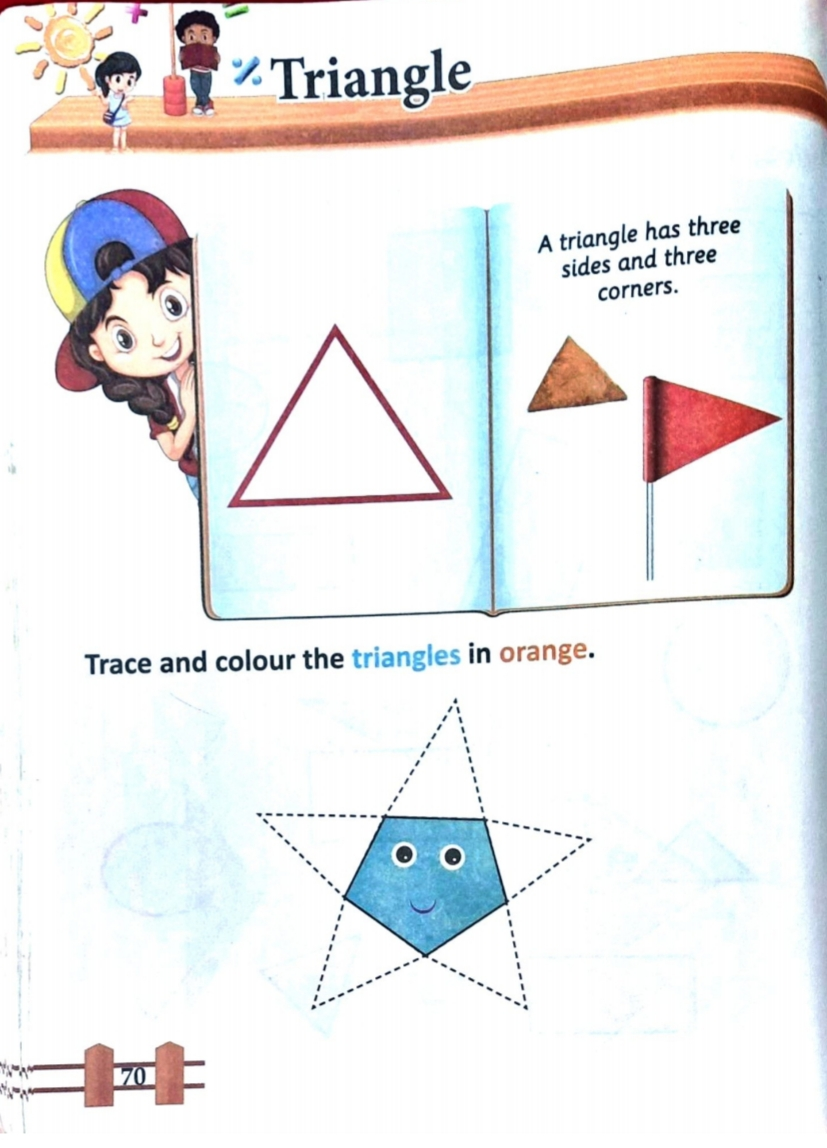 Triangle
A triangle has three
sides and three
corners.
Trace and colour the triangles in orange.
70